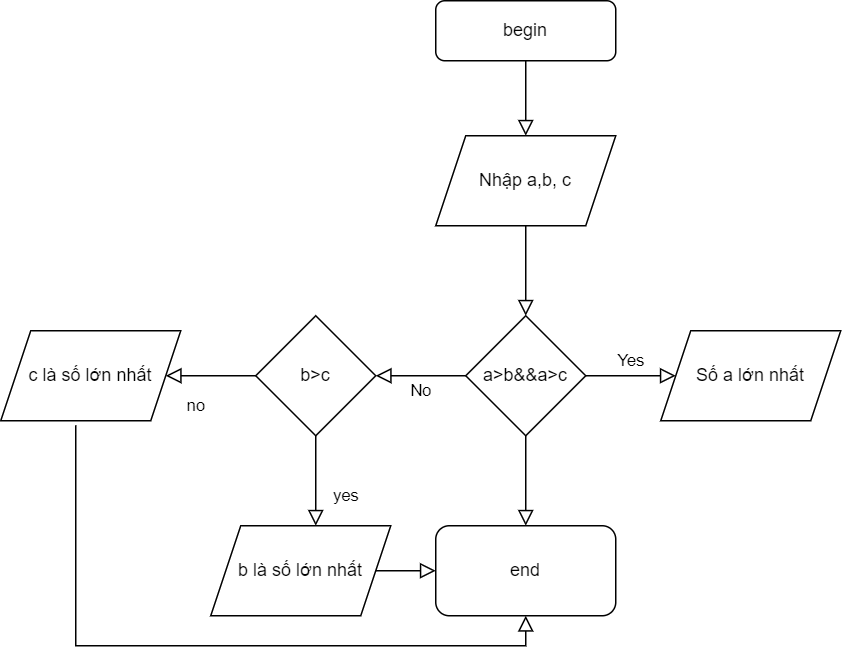 begin
Nhập a,b, c
a>b&&a>c
Yes
Số a lớn nhất
No
b>c
no
c là số lớn nhất
yes
b là số lớn nhất
end